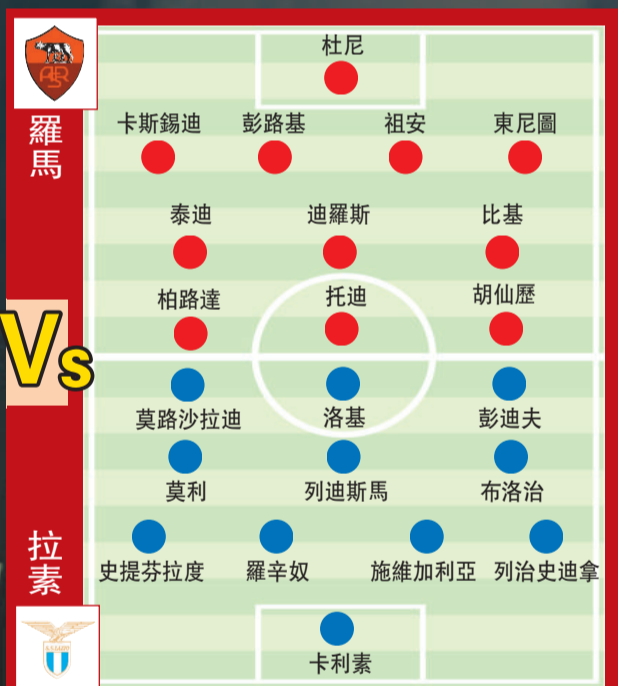 羅馬
杜尼
卡斯錫迪 彭路基 祖安 東尼圖
泰迪 迪羅斯 比基
柏路達 托迪 胡仙歷
Vs
莫路沙拉迪 洛基 彭迪夫
莫利 列迪斯馬 布洛治
拉素
史提芬拉度 羅辛奴 施維加利亞 列治史迪拿
卡利素